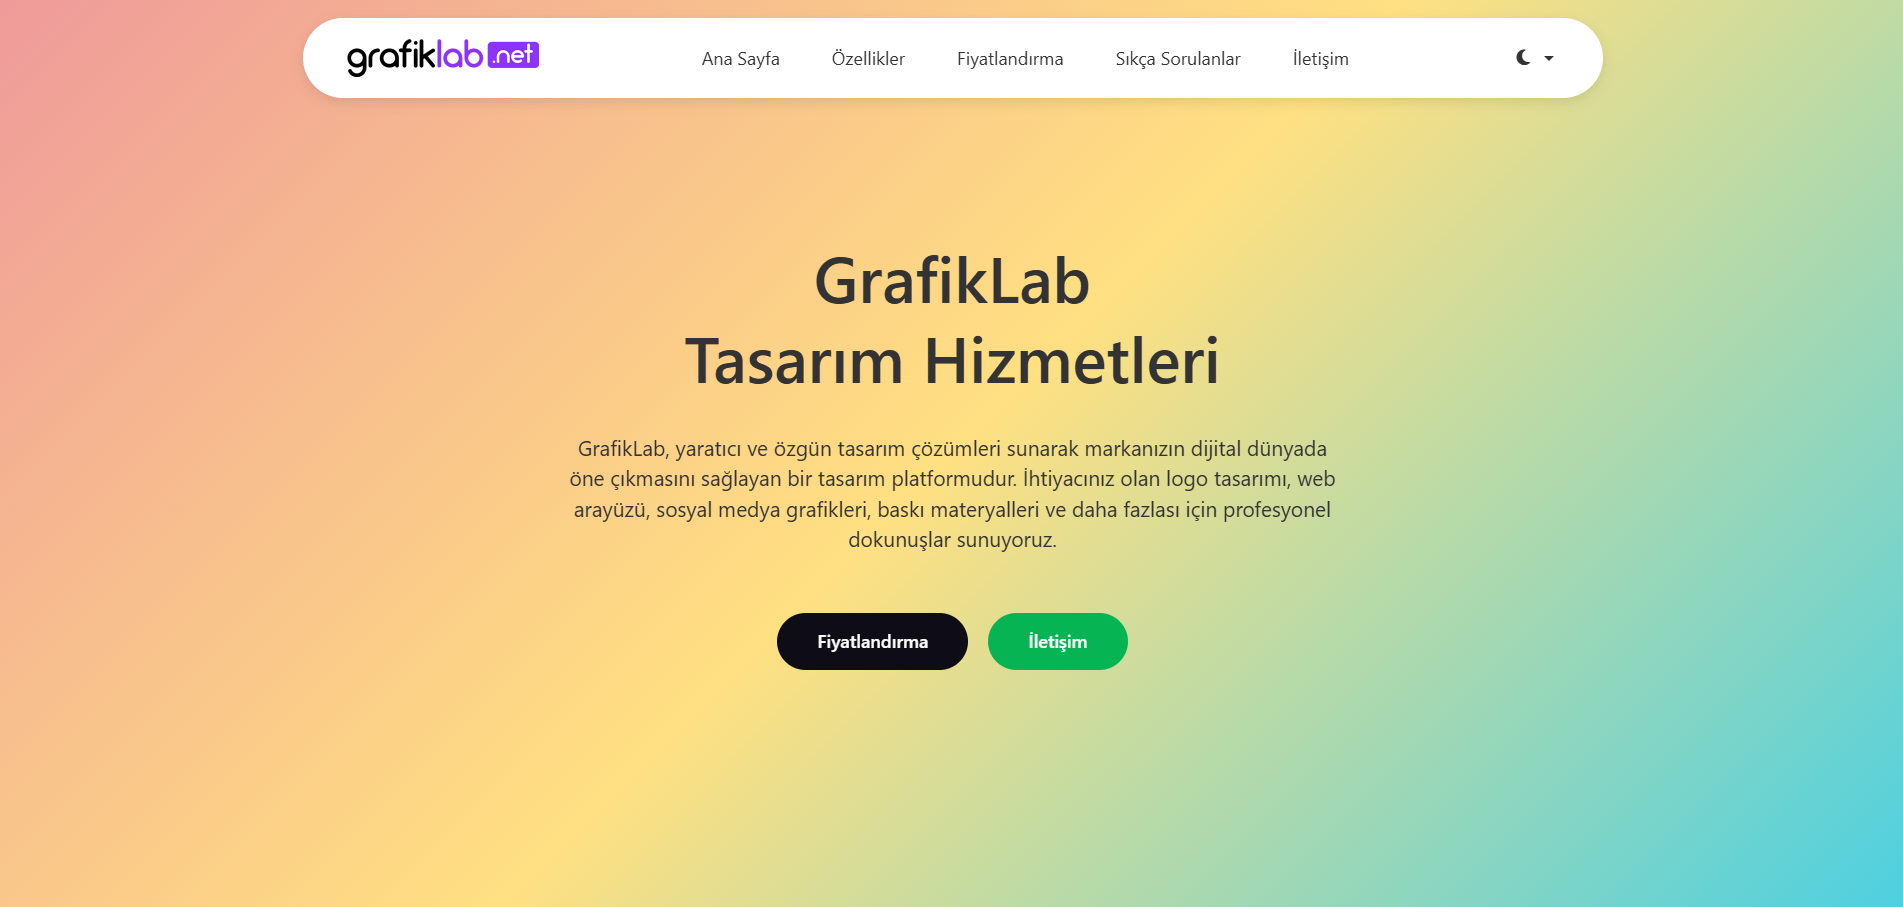 grafiklab.net
Ana Sayfa Özellikler Fiyatlandırma Sıkça Sorulanlar İletişim
GrafikLab
Tasarım Hizmetleri
GrafikLab, yaratıcı ve özgün tasarım çözümleri sunarak markanızın dijital dünyada
öne çıkmasını sağlayan bir tasarım platformudur. İhtiyacınız olan logo tasarımı, web
arayüzü, sosyal medya grafikleri, baskı materyalleri ve daha fazlası için profesyonel
dokunuşlar sunuyoruz.
Fiyatlandırma İletişim